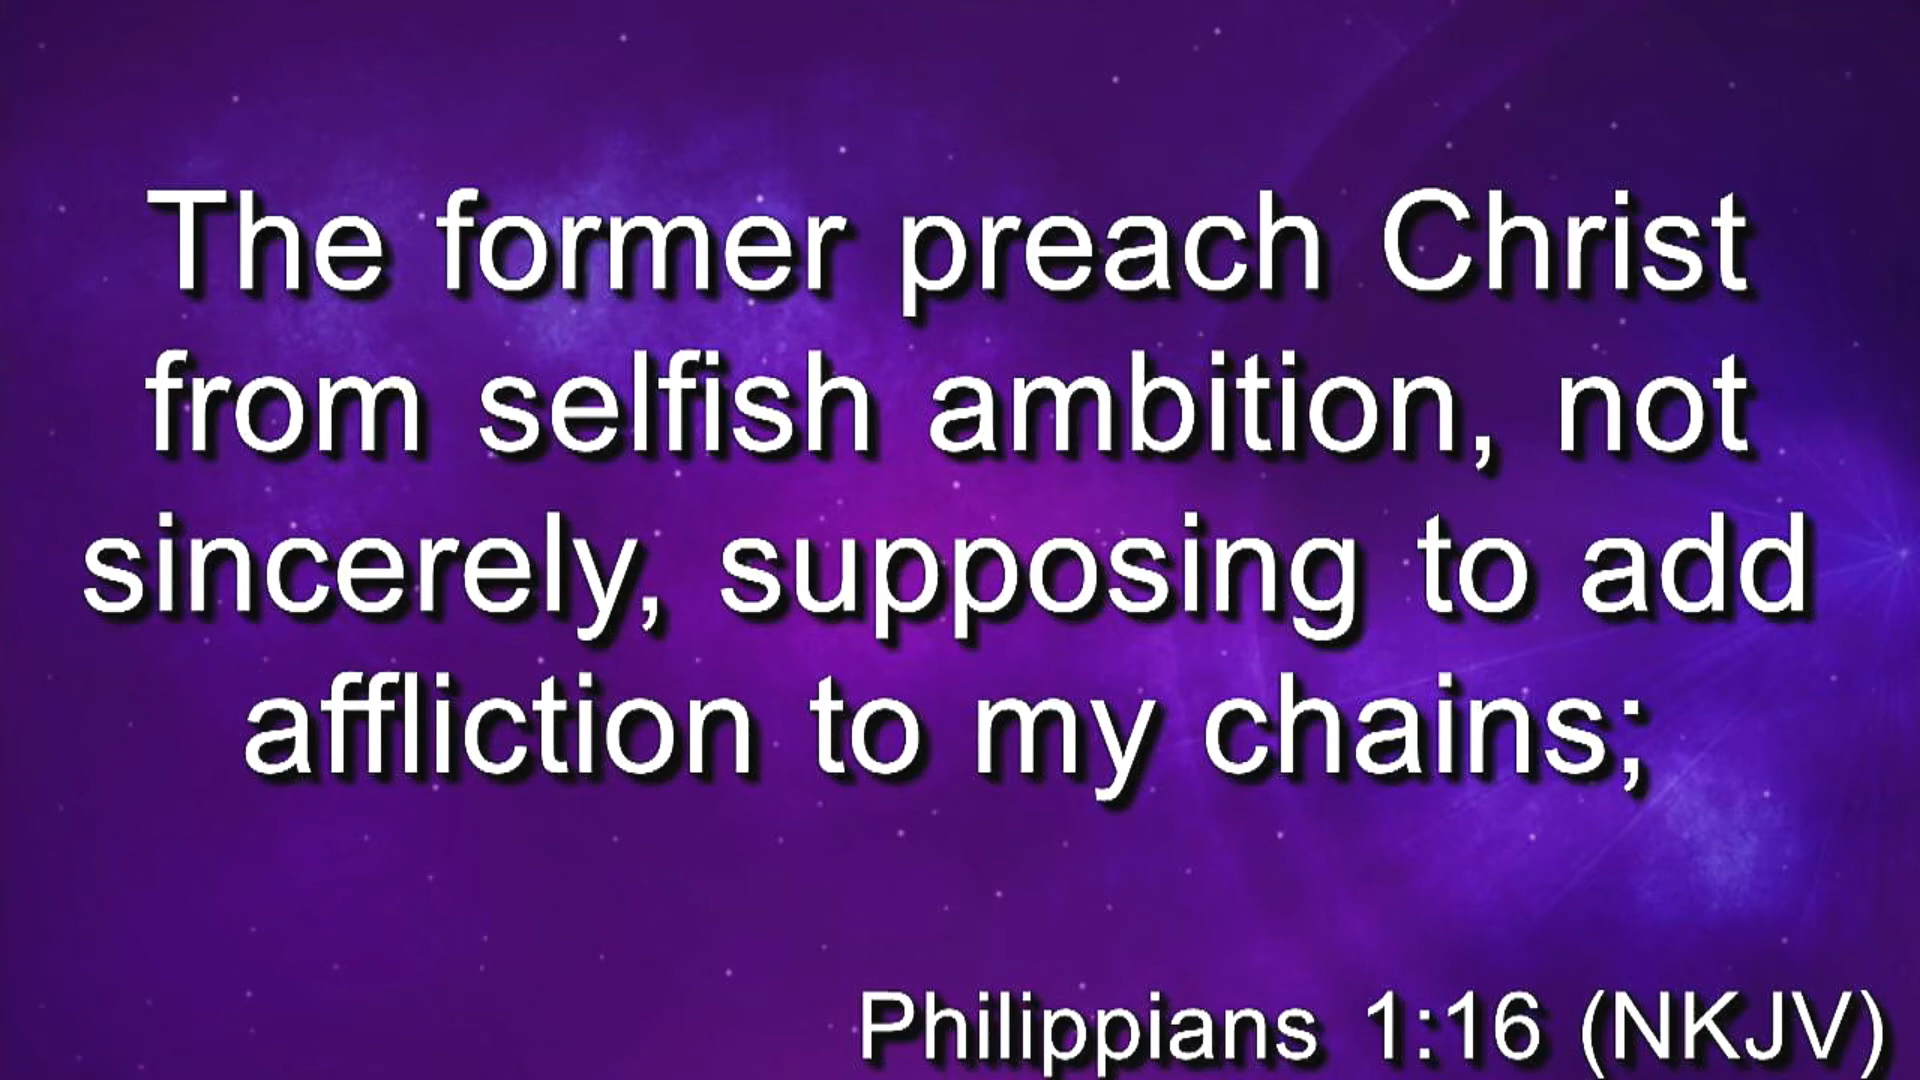 The former preach Christ
from selfish ambition, not
sincerely, supposing to add
affliction to my chains;
Philippians 1:16 (NKJV)